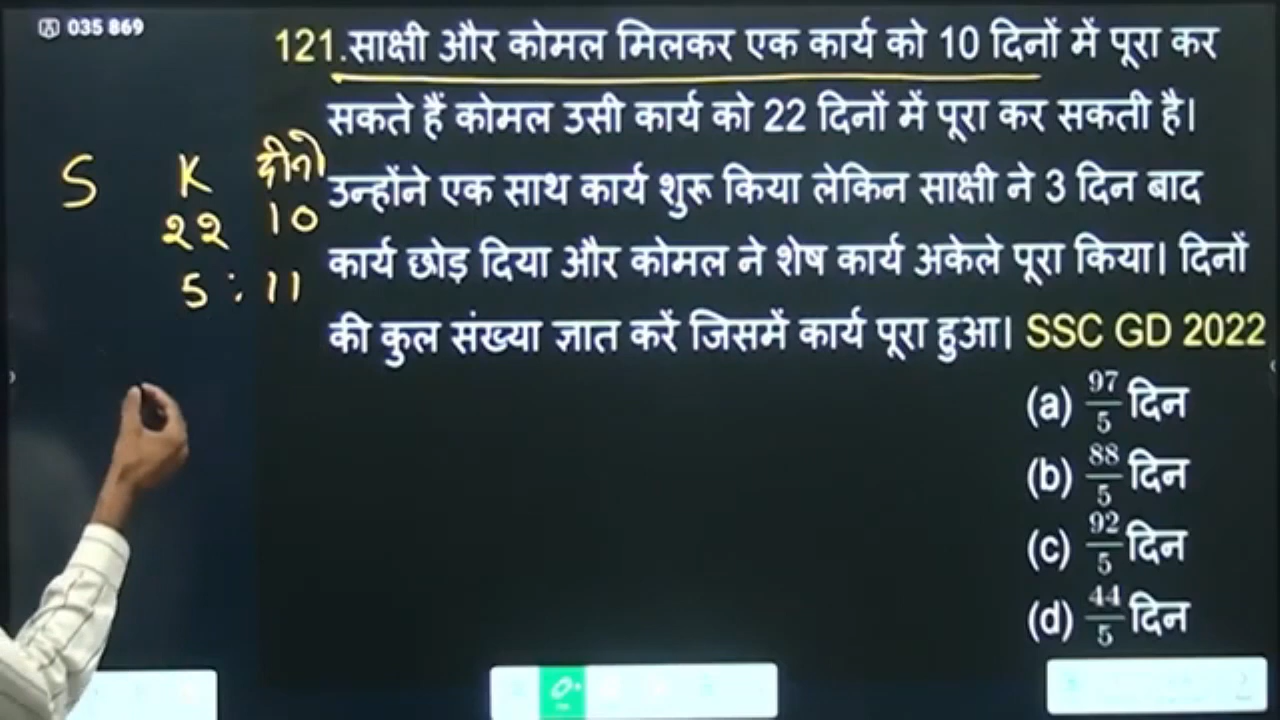 035 869
121.साक्षी और कोमल मिलकर एक कार्य को 10 दिनों में पूरा कर
सकते हैं कोमल उसी कार्य को 22 दिनों में पूरा कर सकती है।
उन्होंने एक साथ कार्य शुरू किया लेकिन साक्षी ने 3 दिन बाद
कार्य छोड़ दिया और कोमल ने शेष कार्य अकेले पूरा किया। दिनों
की कुल संख्या ज्ञात करें जिसमें कार्य पूरा हुआ। SSC GD 2022
S K दीनो
22 10
5 : 11
(a) 97/5 दिन
(b) 88/5 दिन
(c) 92/5 दिन
(d) 44/5 दिन